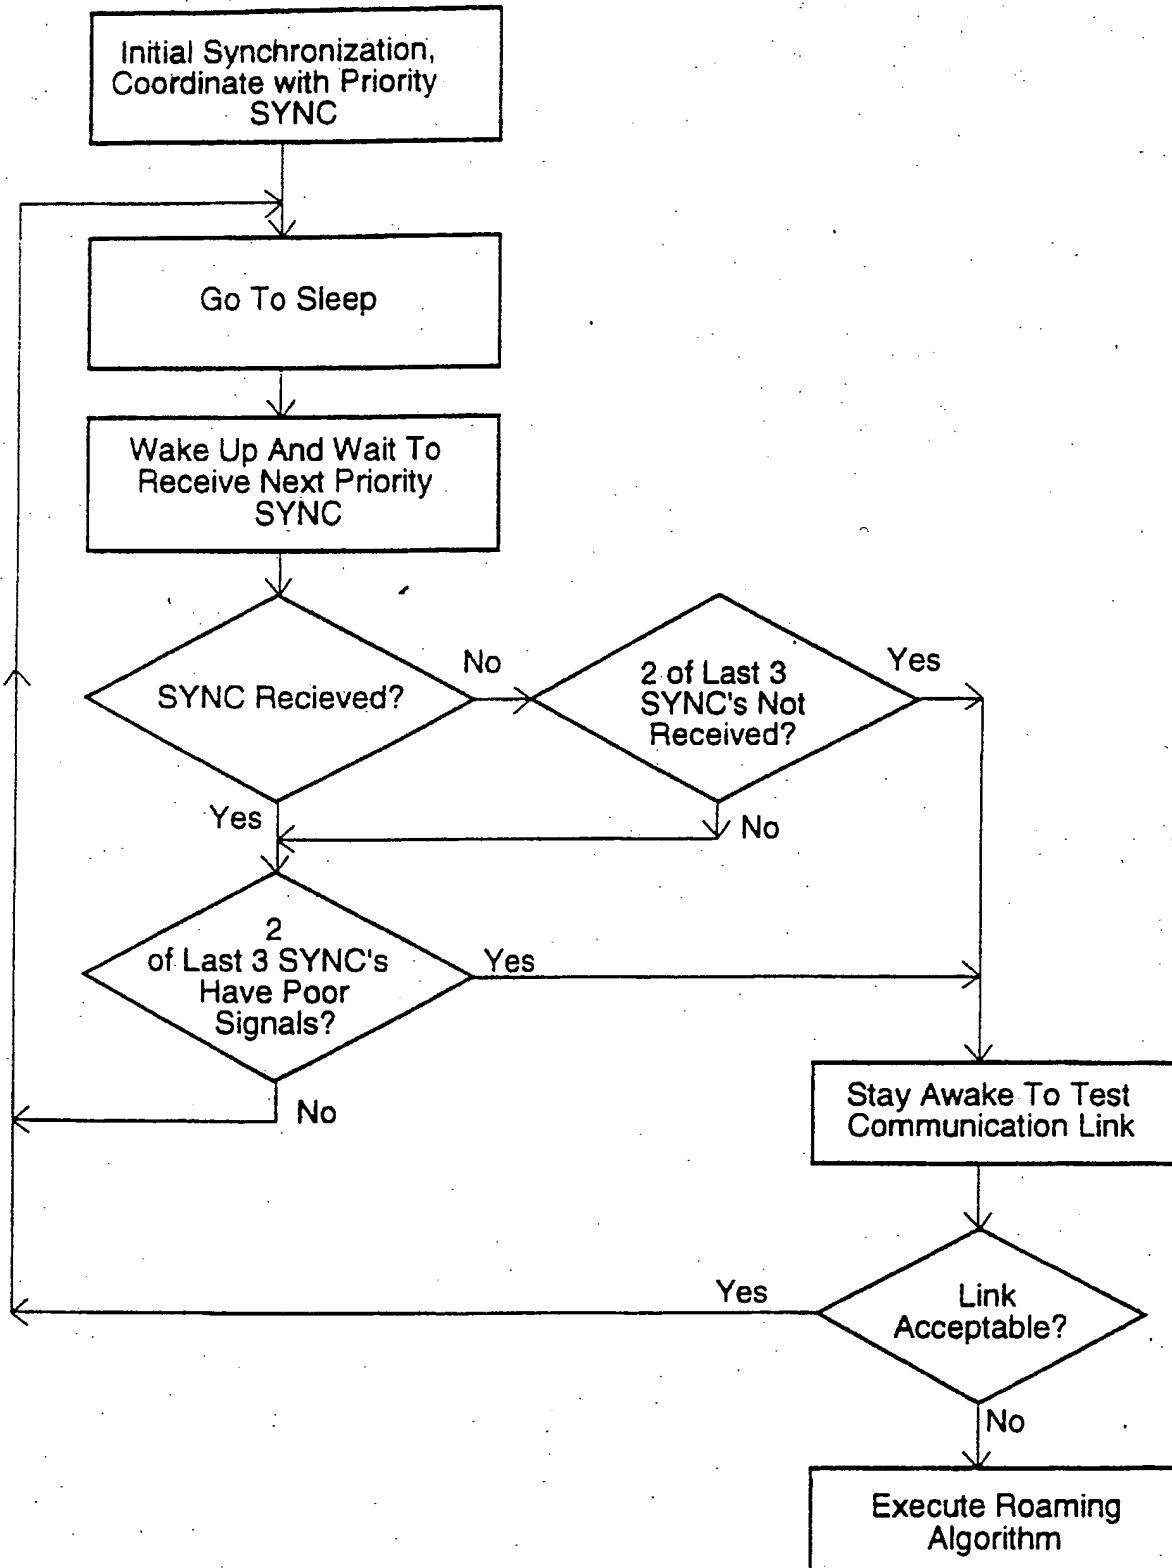 Initial Synchronization,
Coordinate with Priority
SYNC
Go To Sleep
Wake Up And Wait To
Receive Next Priority
SYNC
SYNC Recieved?
No
2 of Last 3
SYNC's Not
Received?
Yes
Yes
No
2
of Last 3 SYNC's
Have Poor
Signals?
Yes
No
Stay Awake To Test
Communication Link
Link
Acceptable?
Yes
No
Execute Roaming
Algorithm